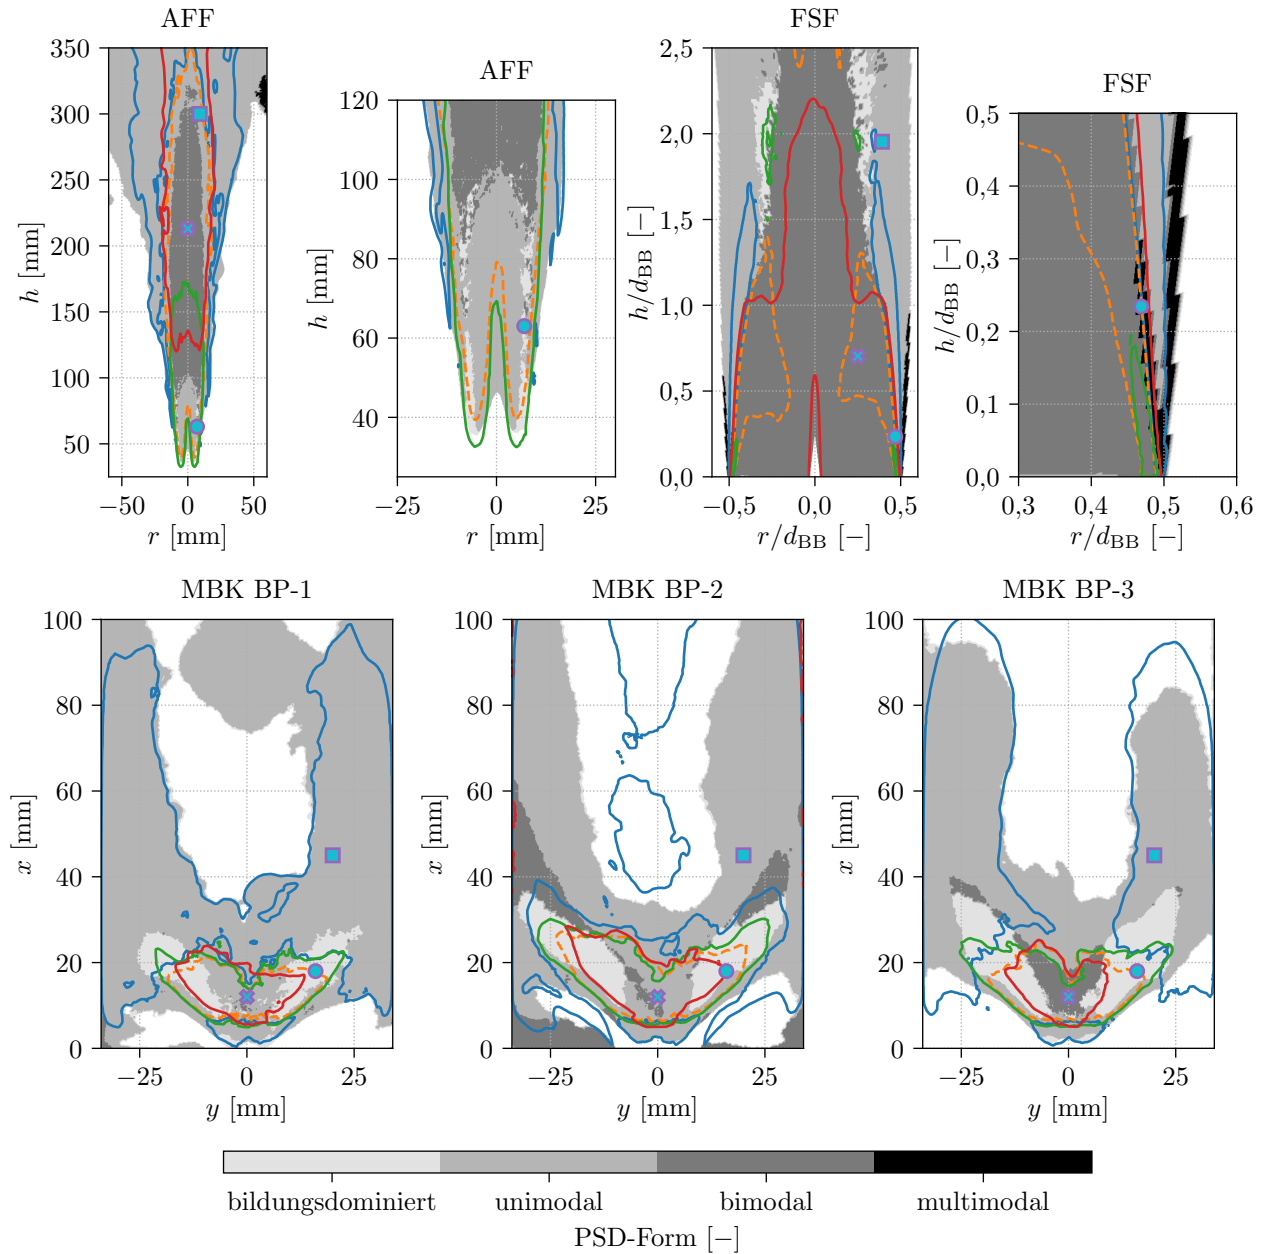 AFF
350
300
250
200
150
100
50
h [mm]
−50 0 50
r [mm]
AFF
120
100
80
60
40
h [mm]
−25 0 25
r [mm]
FSF
2,5
2,0
1,5
1,0
0,5
0,0
h/dBB [−]
−0,5 0,0 0,5
r/dBB [−]
FSF
0,5
0,4
0,3
0,2
0,1
0,0
h/dBB [−]
0,3 0,4 0,5 0,6
r/dBB [−]
MBK BP-1
100
80
60
40
20
0
x [mm]
−25 0 25
y [mm]
MBK BP-2
100
80
60
40
20
0
x [mm]
−25 0 25
y [mm]
MBK BP-3
100
80
60
40
20
0
x [mm]
−25 0 25
y [mm]
bildungsdominiert unimodal bimodal multimodal
PSD-Form [−]